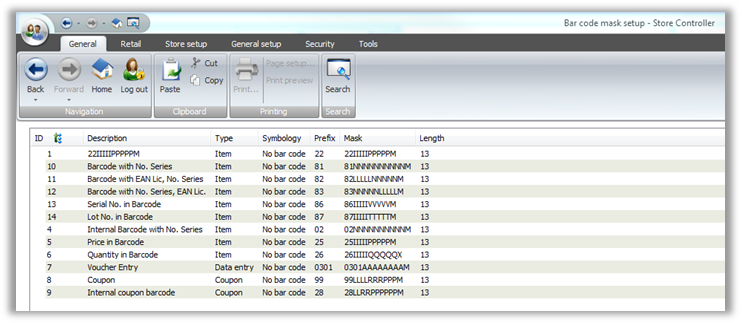 Bar code mask setup - Store Controller
General Retail Store setup General setup Security Tools
Back Forward Home Log out Paste Cut Copy Print... Page setup... Print preview Search
Navigation Clipboard Printing Search
ID Description Type Symbology Prefix Mask Length
1 22IIIIIPPPPPM Item No bar code 22 22IIIIIPPPPPM 13
10 Barcode with No. Series Item No bar code 81 81NNNNNNNNNNM 13
11 Barcode with EAN Lic, No. Series Item No bar code 82 82LLLLLNNNNNM 13
12 Barcode with No. Series, EAN Lic. Item No bar code 83 83NNNNNLLLLLM 13
13 Serial No. in Barcode Item No bar code 86 86IIIIIVVVVVM 13
14 Lot No. in Barcode Item No bar code 87 87IIIIITTTTTM 13
4 Internal Barcode with No. Series Item No bar code 02 02NNNNNNNNNNM 13
5 Price in Barcode Item No bar code 25 25IIIIIPPPPPM 13
6 Quantity in Barcode Item No bar code 26 26IIIIIQQQQQX 13
7 Voucher Entry Data entry No bar code 0301 0301AAAAAAAAM 13
8 Coupon Coupon No bar code 99 99LLLLRRRPPPM 13
9 Internal coupon barcode Coupon No bar code 28 28LLRRPPPPPPM 13